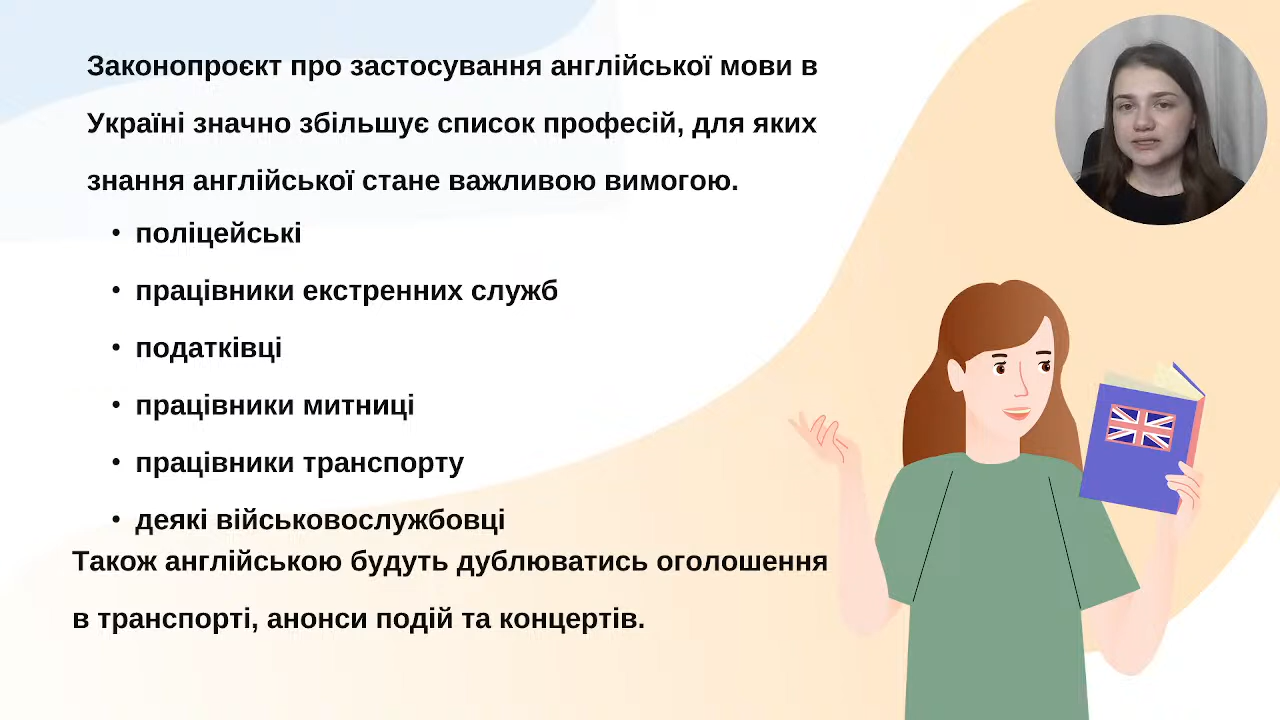 Законопроєкт про застосування англійської мови в
Україні значно збільшує список професій, для яких
знання англійської стане важливою вимогою.
• поліцейські
• працівники екстренних служб
• податківці
• працівники митниці
• працівники транспорту
• деякі військовослужбовці
Також англійською будуть дублюватись оголошення
в транспорті, анонси подій та концертів.